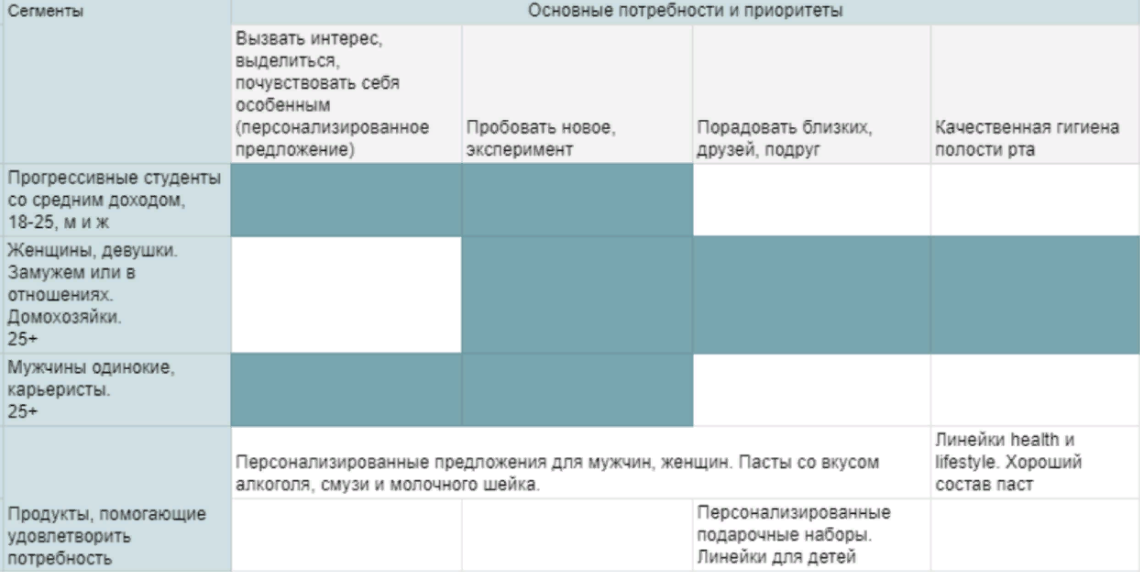 Сегменты
Основные потребности и приоритеты
Вызвать интерес,
выделиться,
почувствовать себя
особенным
(персонализированное
предложение)
Пробовать новое,
эксперимент
Порадовать близких,
друзей, подруг
Качественная гигиена
полости рта
Прогрессивные студенты
со средним доходом,
18-25, м и ж
Женщины, девушки.
Замужем или в
отношениях.
Домохозяйки.
25+
Мужчины одинокие,
карьеристы.
25+
Продукты, помогающие
удовлетворить
потребность
Персонализированные предложения для мужчин, женщин. Пасты со вкусом
алкоголя, смузи и молочного шейка.
Линейки health и
lifestyle. Хороший
состав паст
Персонализированные
подарочные наборы.
Линейки для детей